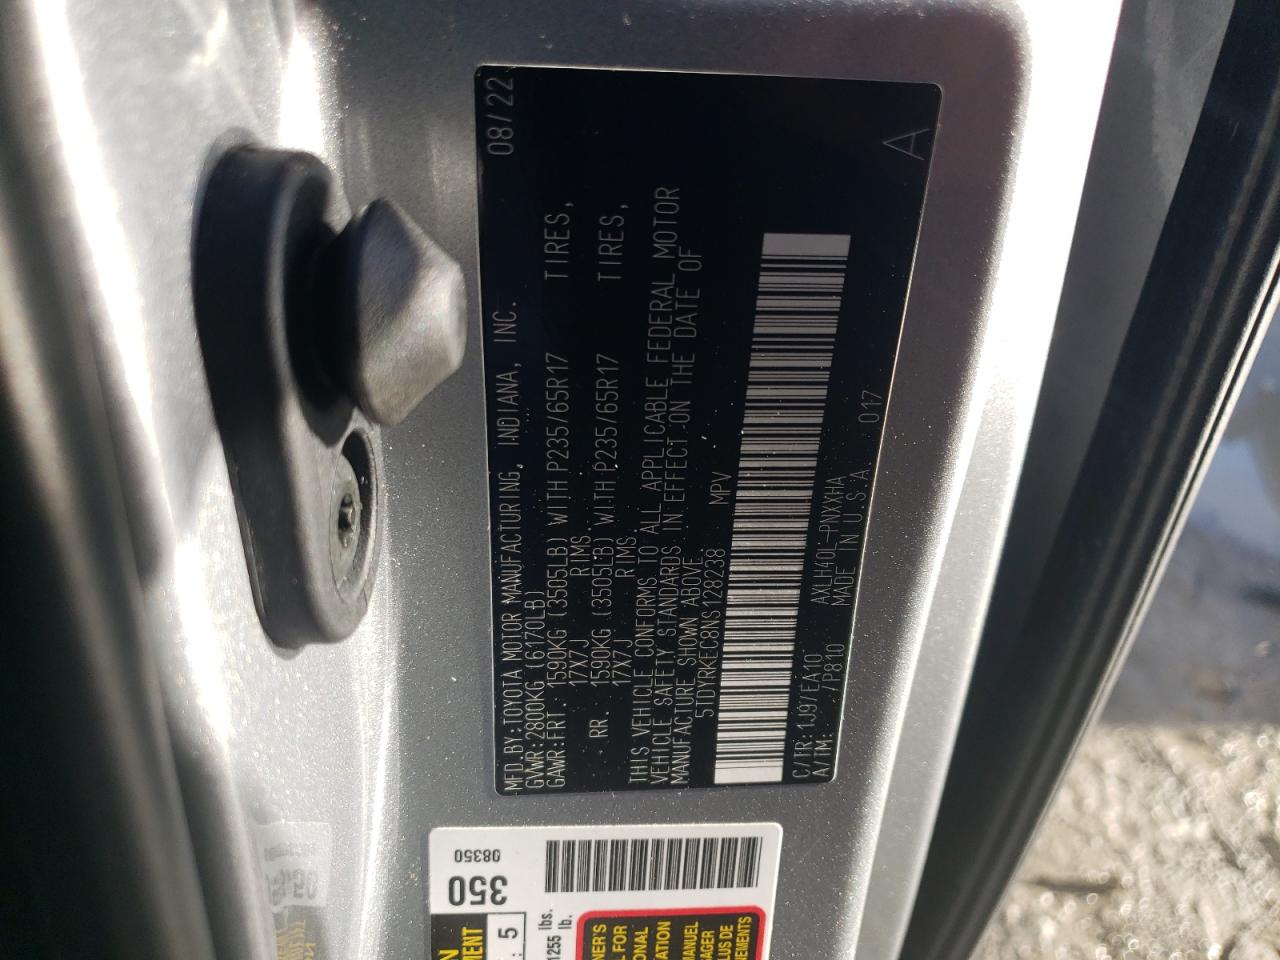 MFD.BY:TOYOTA MOTOR MANUFACTURING, INDIANA, INC. 08/22
GVWR:2800KG (6170LB)
GAWR:FRT. 1590KG (3505LB) WITH P235/65R17 TIRES,
17X7J RIMS,
RR. 1590KG (3505LB) WITH P235/65R17 TIRES,
17X7J RIMS.
THIS VEHICLE CONFORMS TO ALL APPLICABLE FEDERAL MOTOR
VEHICLE SAFETY STANDARDS IN EFFECT ON THE DATE OF
MANUFACTURE SHOWN ABOVE.
5TDYRKEC8NS128238 MPV
C/TR:1J9/EA10 AXLH40L-PNXXHA A
A/TM: /P810 MADE IN U.S.A. 017
08350
350
5
1255 lbs.
lb.